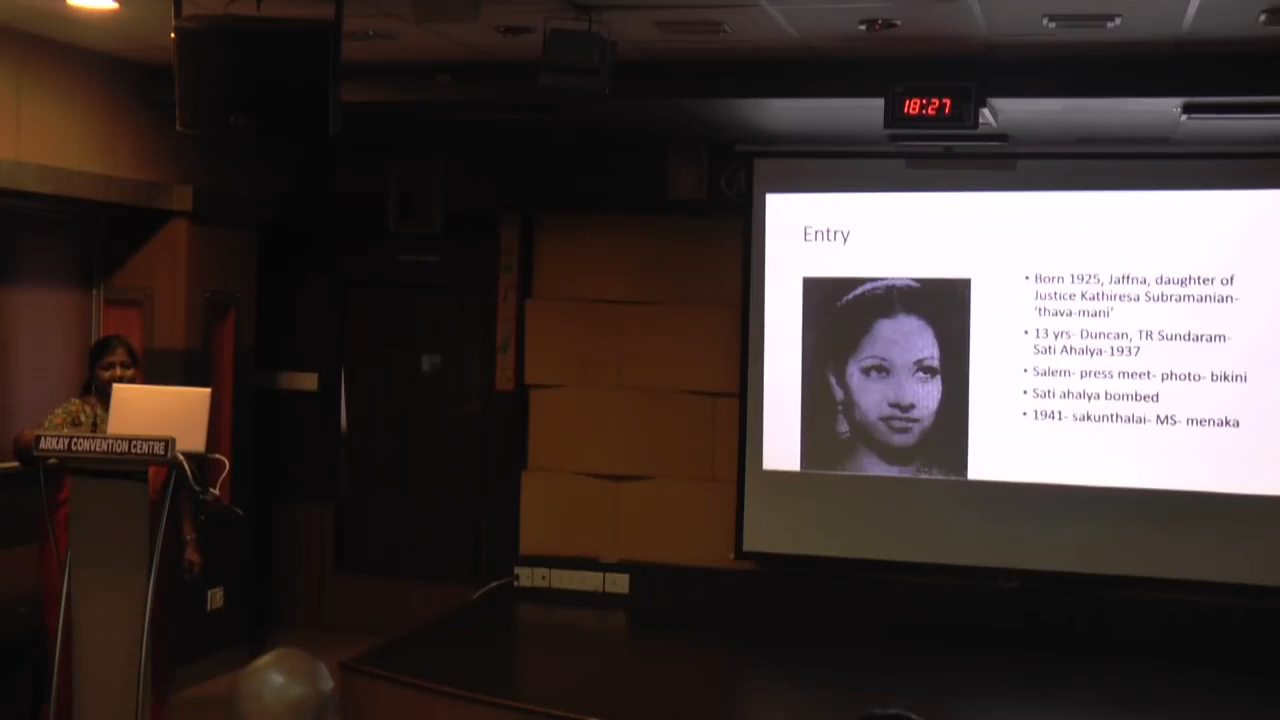 18:27
Entry
• Born 1925, Jaffna, daughter of
Justice Kathiresa Subramanian-
'thava-mani'
• 13 yrs- Duncan, TR Sundaram-
Sati Ahalya-1937
• Salem- press meet- photo- bikini
• Sati ahalya bombed
• 1941- sakunthalai- MS- menaka
ARKAY CONVENTION CENTRE